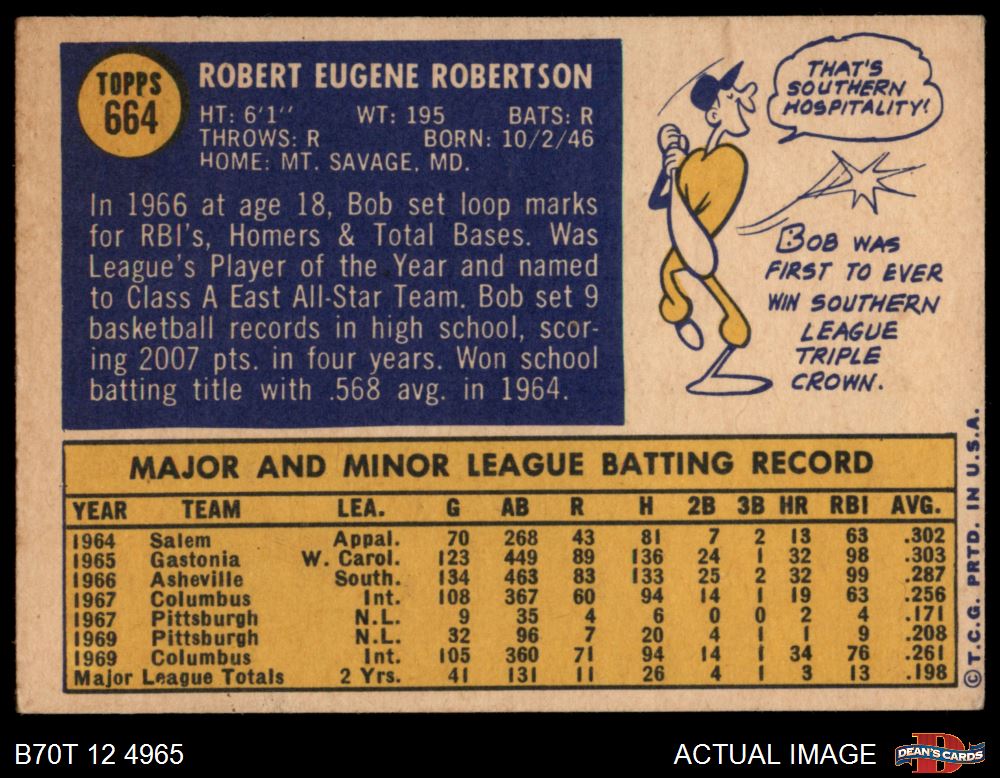 TOPPS
664
ROBERT EUGENE ROBERTSON
HT: 6'1'' WT: 195 BATS: R
THROWS: R BORN: 10/2/46
HOME: MT. SAVAGE, MD.
In 1966 at age 18, Bob set loop marks
for RBI's, Homers & Total Bases. Was
League's Player of the Year and named
to Class A East All-Star Team. Bob set 9
basketball records in high school, scor-
ing 2007 pts. in four years. Won school
batting title with .568 avg. in 1964.
THAT'S
SOUTHERN
HOSPITALITY!
BOB WAS
FIRST TO EVER
WIN SOUTHERN
LEAGUE
TRIPLE
CROWN.
MAJOR AND MINOR LEAGUE BATTING RECORD
YEAR TEAM LEA. G AB R H 2B 3B HR RBI AVG.
1964 Salem Appal. 70 268 43 81 7 2 13 63 .302
1965 Gastonia W. Carol. 123 449 89 136 24 1 32 98 .303
1966 Asheville South. 134 463 83 133 25 2 32 99 .287
1967 Columbus Int. 108 367 60 94 14 1 19 63 .256
1967 Pittsburgh N.L. 9 35 4 6 0 0 2 4 .171
1969 Pittsburgh N.L. 32 96 7 20 4 1 1 9 .208
1969 Columbus Int. 105 360 71 94 14 1 34 76 .261
Major League Totals 2 Yrs. 41 131 11 26 4 1 3 13 .198
© T.C.G. PRTD. IN U.S.A.
B70T 12 4965
ACTUAL IMAGE
DEAN'S CARDS